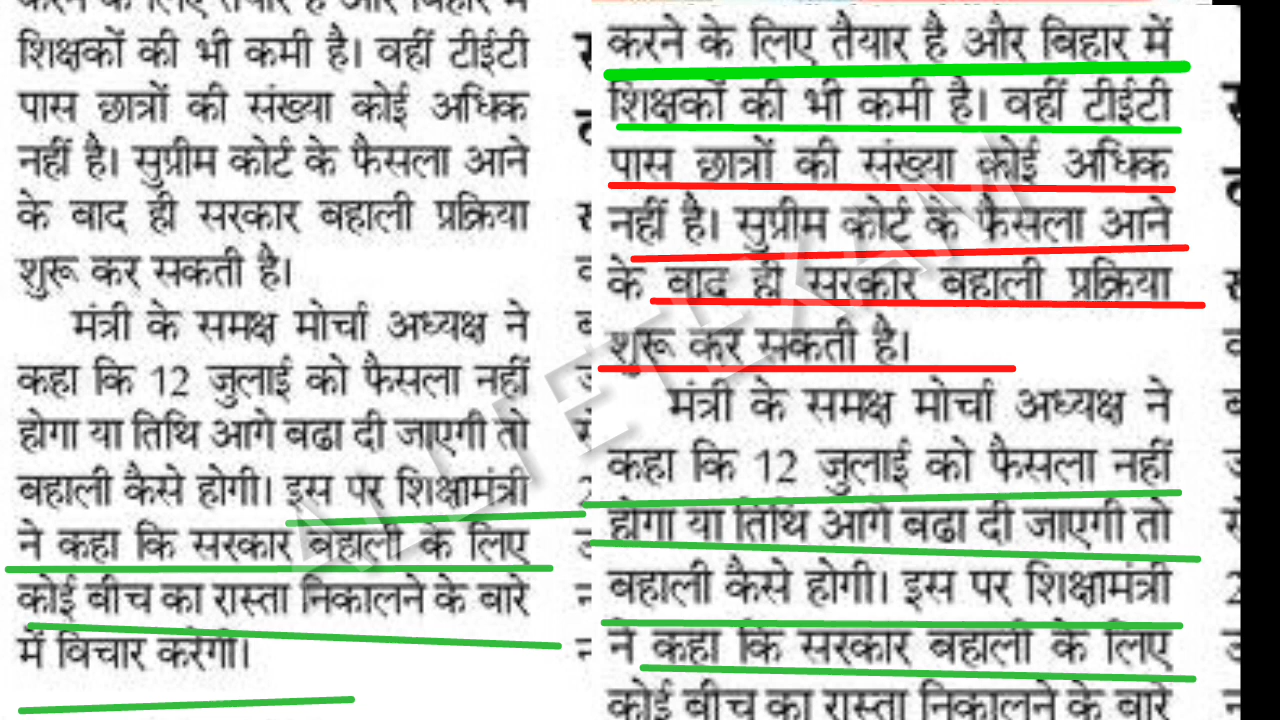 करने के लिए तैयार है और बिहार में
शिक्षकों की भी कमी है। वहीं टीईटी
पास छात्रों की संख्या कोई अधिक
नहीं है। सुप्रीम कोर्ट के फैसला आने
के बाद ही सरकार बहाली प्रक्रिया
शुरू कर सकती है।
मंत्री के समक्ष मोर्चा अध्यक्ष ने
कहा कि 12 जुलाई को फैसला नहीं
होगा या तिथि आगे बढा दी जाएगी तो
बहाली कैसे होगी। इस पर शिक्षामंत्री
ने कहा कि सरकार बहाली के लिए
कोई बीच का रास्ता निकालने के बारे
में विचार करेगी।
करने के लिए तैयार है और बिहार में
शिक्षकों की भी कमी है। वहीं टीईटी
पास छात्रों की संख्या कोई अधिक
नहीं है। सुप्रीम कोर्ट के फैसला आने
के बाद ही सरकार बहाली प्रक्रिया
शुरू कर सकती है।
मंत्री के समक्ष मोर्चा अध्यक्ष ने
कहा कि 12 जुलाई को फैसला नहीं
होगा या तिथि आगे बढा दी जाएगी तो
बहाली कैसे होगी। इस पर शिक्षामंत्री
ने कहा कि सरकार बहाली के लिए
कोई बीच का रास्ता निकालने के बारे